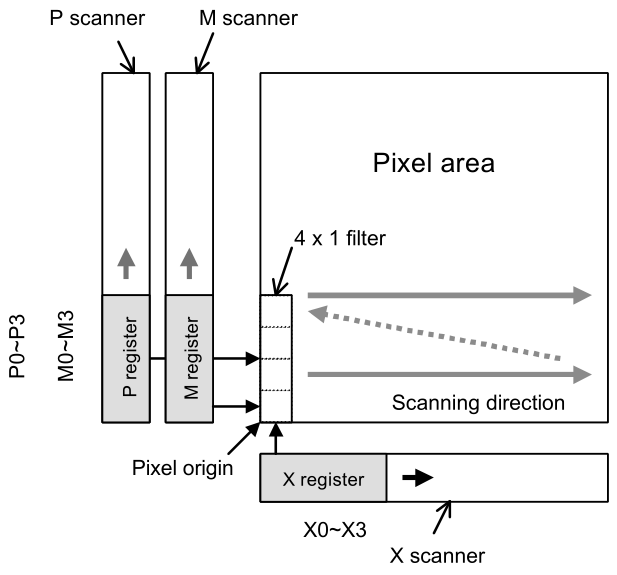 P scanner
M scanner
Pixel area
4 x 1 filter
P0~P3
M0~M3
P register
M register
Scanning direction
Pixel origin
X register
X0~X3
X scanner